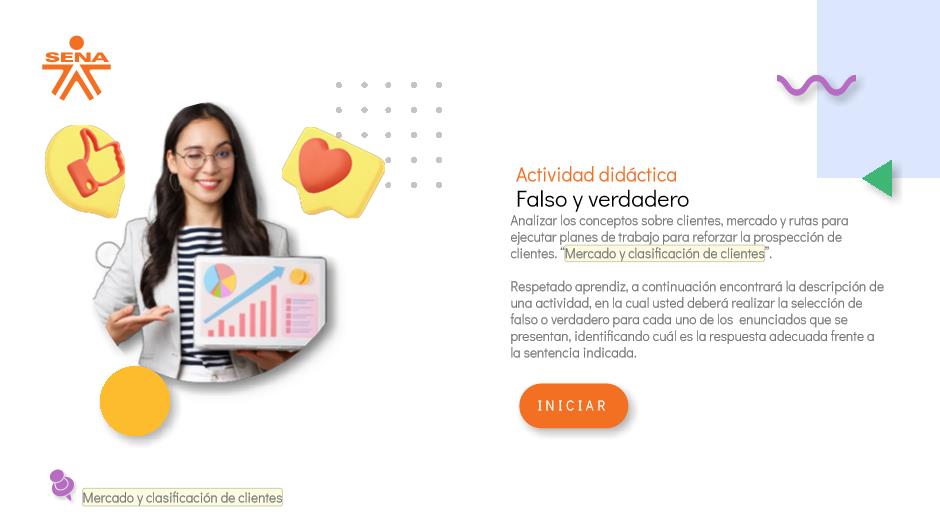 SENA
Actividad didáctica
Falso y verdadero
Analizar los conceptos sobre clientes, mercado y rutas para
ejecutar planes de trabajo para reforzar la prospección de
clientes. “Mercado y clasificación de clientes”.
Respetado aprendiz, a continuación encontrará la descripción de
una actividad, en la cual usted deberá realizar la selección de
falso o verdadero para cada uno de los enunciados que se
presentan, identificando cuál es la respuesta adecuada frente a
la sentencia indicada.
INICIAR
Mercado y clasificación de clientes